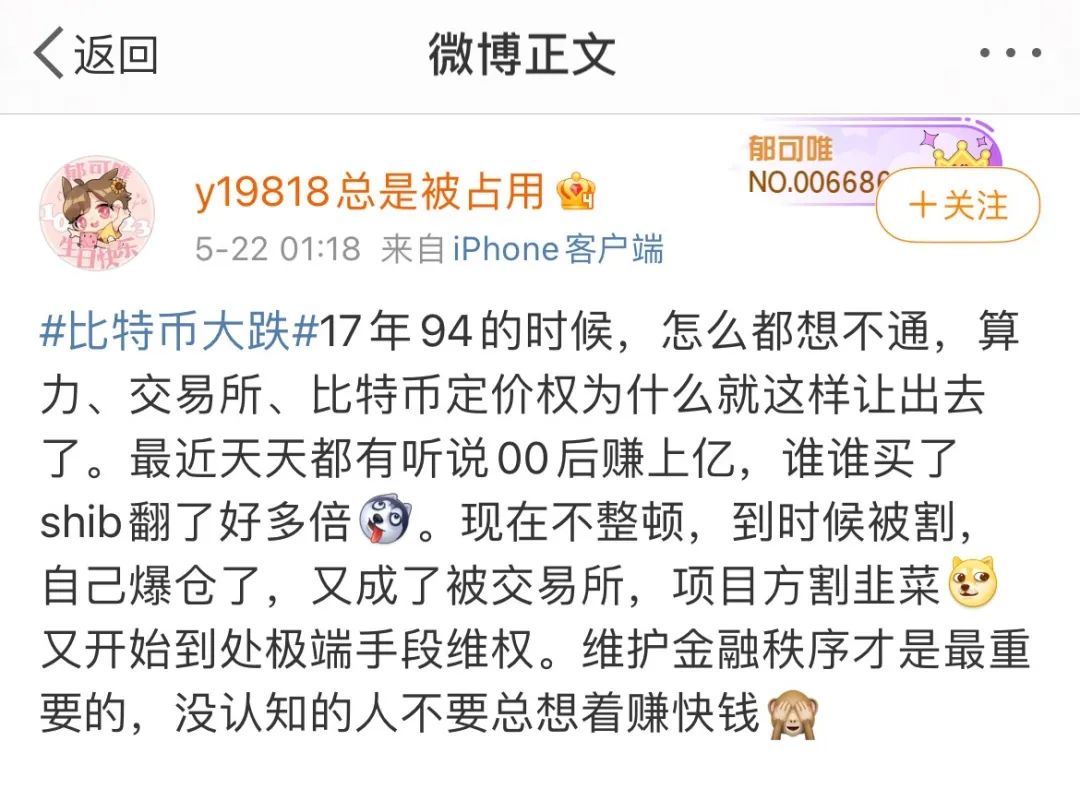 返回
微博正文
郁可唯
NO.006686
y19818总是被占用
+关注
5-22 01:18 来自 iPhone客户端
#比特币大跌#17年94的时候，怎么都想不通，算
力、交易所、比特币定价权为什么就这样让出去
了。最近天天都有听说00后赚上亿，谁谁买了
shib翻了好多倍。现在不整顿，到时候被割，
自己爆仓了，又成了被交易所，项目方割韭菜
又开始到处极端手段维权。维护金融秩序才是最重
要的，没认知的人不要总想着赚快钱
郁可唯
生日快乐